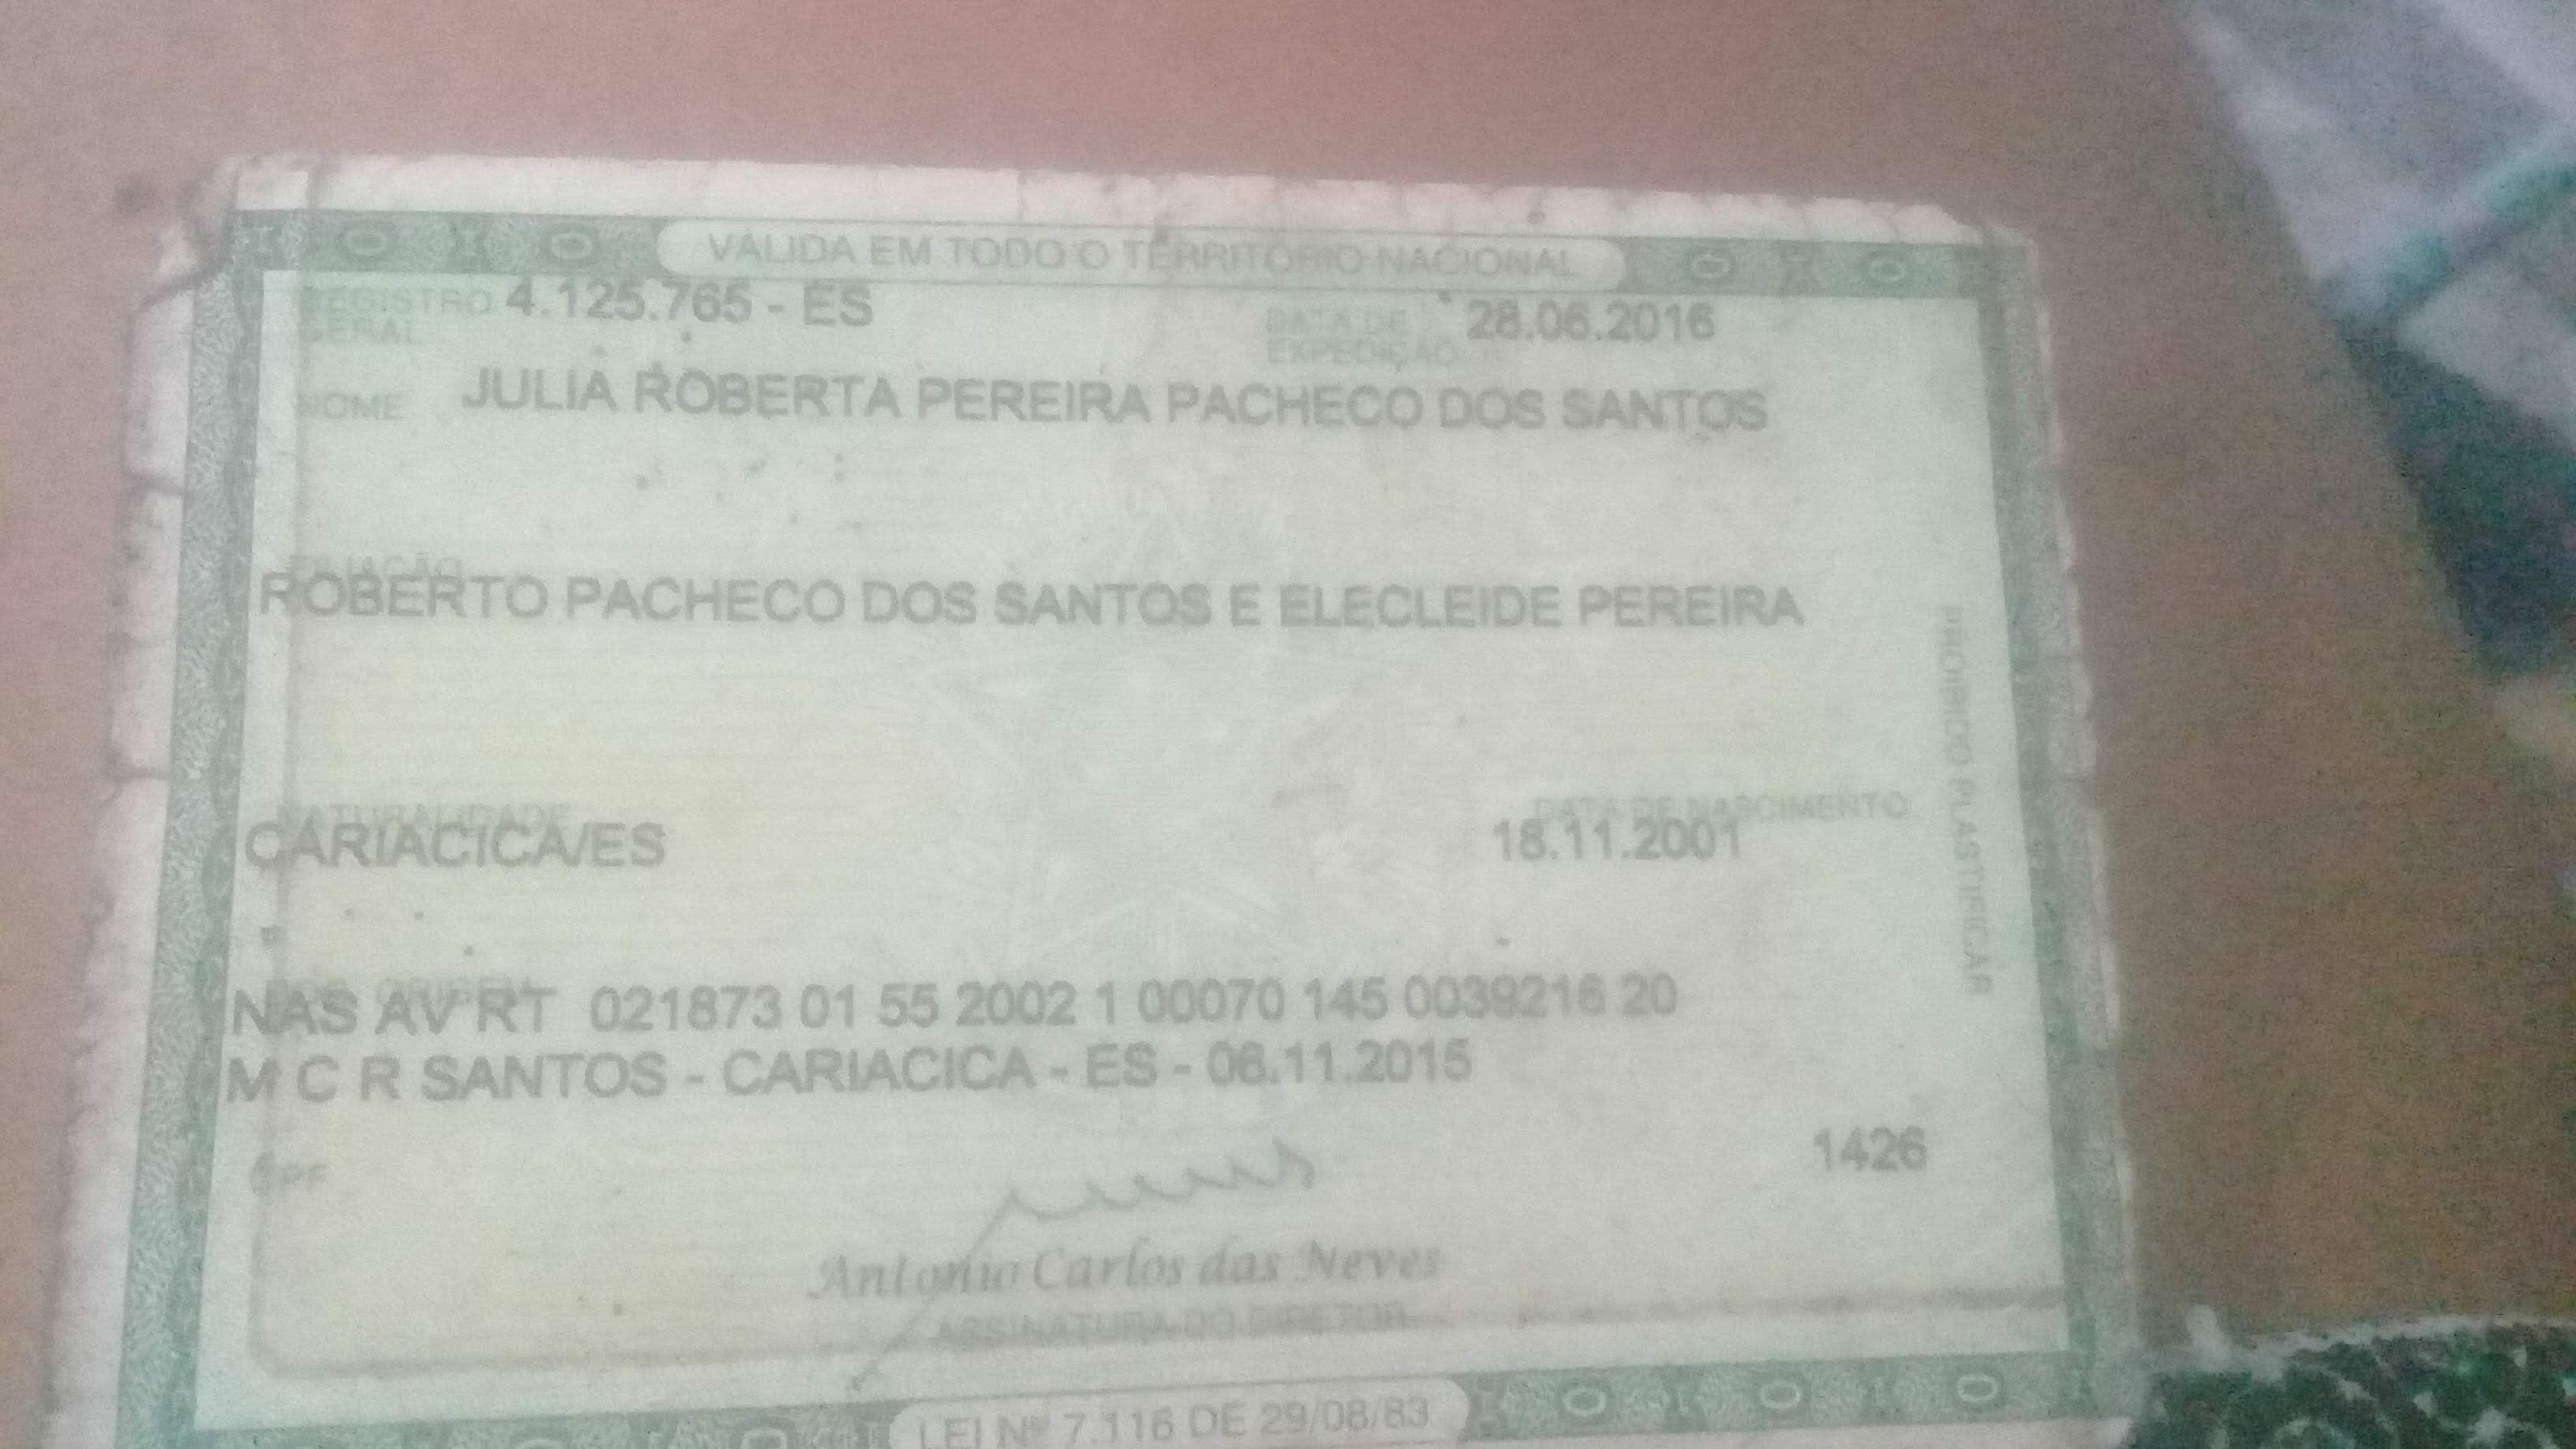 VÁLIDA EM TODO O TERRITÓRIO NACIONAL
REGISTRO GERAL 4.125.765 - ES DATA DE EXPEDIÇÃO 28.06.2016
NOME JULIA ROBERTA PEREIRA PACHECO DOS SANTOS
FILIAÇÃO
ROBERTO PACHECO DOS SANTOS E ELECLEIDE PEREIRA
NATURALIDADE DATA DE NASCIMENTO
CARIACICA/ES 18.11.2001
NAS AV/RT 021873 01 55 2002 1 00070 145 0039216 20
M C R SANTOS - CARIACICA - ES - 06.11.2015
CPF
1426
Antonio Carlos das Neves
ASSINATURA DO DIRETOR
LEI Nº 7.116 DE 29/08/83
PROIBIDO PLASTIFICAR